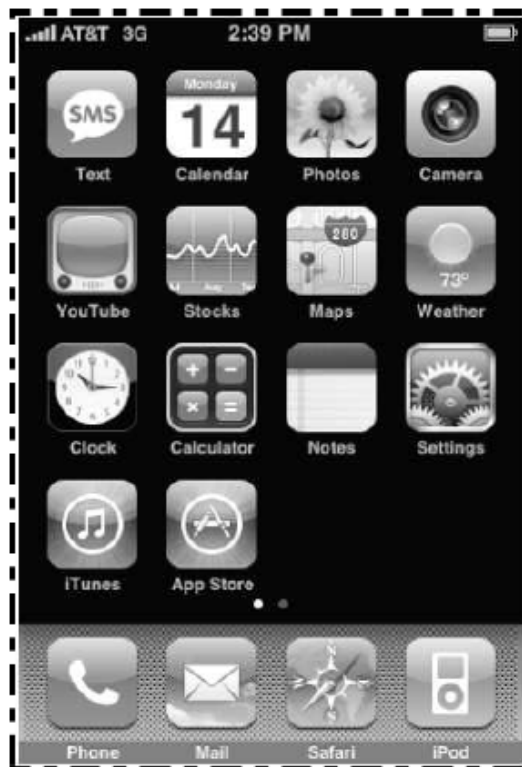 AT&T 3G 2:39 PM
SMS Monday 14
Text Calendar Photos Camera
280 73°
YouTube Stocks Maps Weather
+ −
× =
Clock Calculator Notes Settings
iTunes App Store
Phone Mail Safari iPod